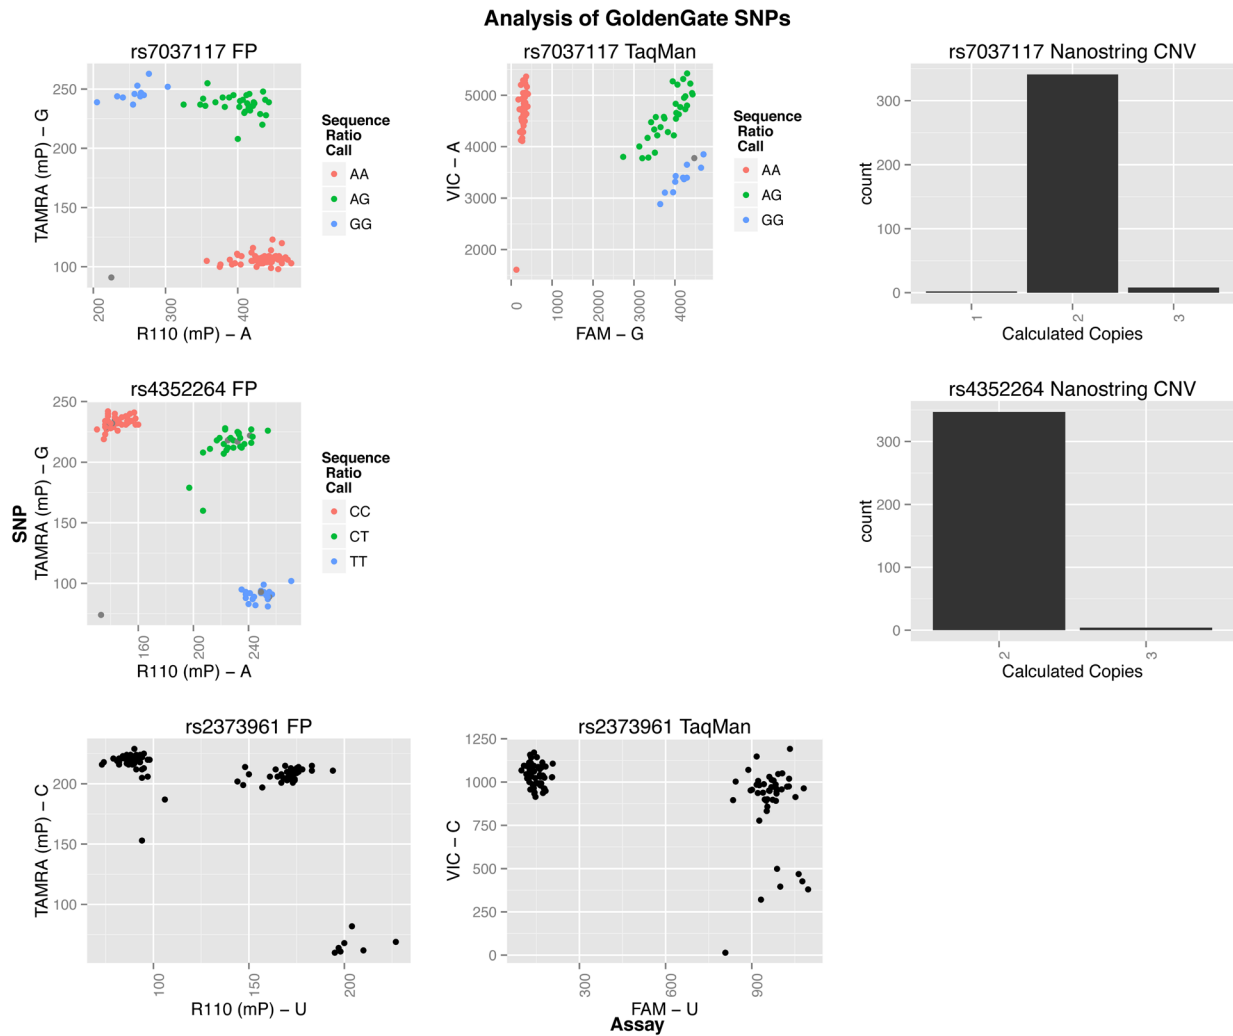 Analysis of GoldenGate SNPs
rs7037117 FP
TAMRA (mP) − G
250
200
150
100
200
300
400
R110 (mP) − A
Sequence
Ratio
Call
AA
AG
GG
rs7037117 TaqMan
VIC − A
5000
4000
3000
2000
0
1000
2000
3000
4000
FAM − G
Sequence
Ratio
Call
AA
AG
GG
rs7037117 Nanostring CNV
count
300
200
100
0
1
2
3
Calculated Copies
SNP
rs4352264 FP
TAMRA (mP) − G
250
200
150
100
160
200
240
R110 (mP) − A
Sequence
Ratio
Call
CC
CT
TT
rs4352264 Nanostring CNV
count
300
200
100
0
2
3
Calculated Copies
rs2373961 FP
TAMRA (mP) − C
200
150
100
100
150
200
R110 (mP) − U
rs2373961 TaqMan
VIC − C
1250
1000
750
500
250
0
300
600
900
FAM − U
Assay